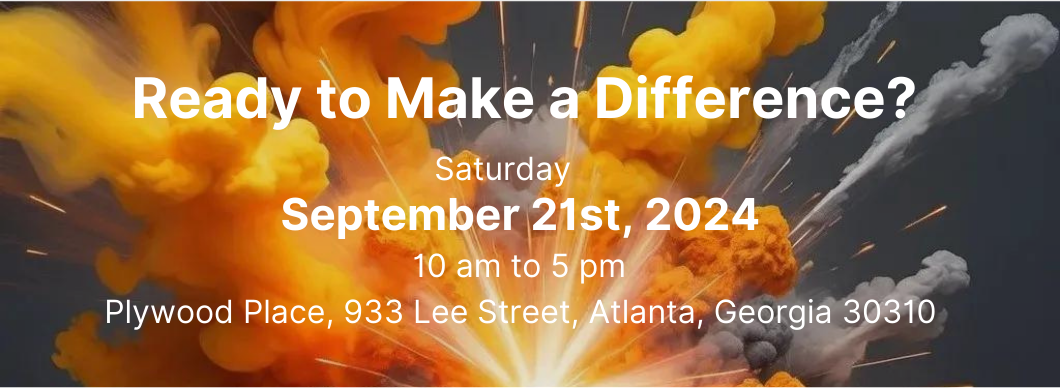 Ready to Make a Difference?
Saturday
September 21st, 2024
10 am to 5 pm
Plywood Place, 933 Lee Street, Atlanta, Georgia 30310